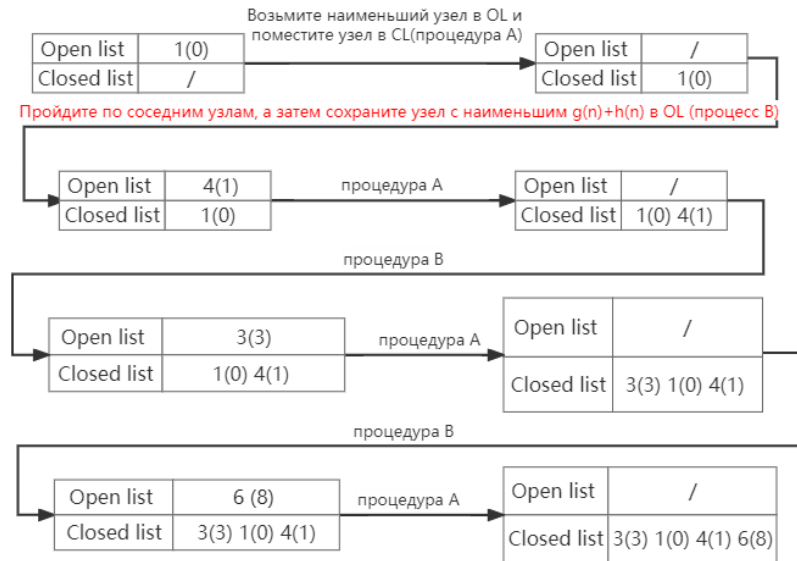 Возьмите наименьший узел в OL и
поместите узел в CL(процедура A)
Open list 1(0)
Closed list /
Open list /
Closed list 1(0)
Пройдите по соседним узлам, а затем сохраните узел с наименьшим g(n)+h(n) в OL (процесс B)
Open list 4(1)
Closed list 1(0)
процедура A
Open list /
Closed list 1(0) 4(1)
процедура B
Open list 3(3)
Closed list 1(0) 4(1)
процедура A
Open list /
Closed list 3(3) 1(0) 4(1)
процедура B
Open list 6 (8)
Closed list 3(3) 1(0) 4(1)
процедура A
Open list /
Closed list 3(3) 1(0) 4(1) 6(8)